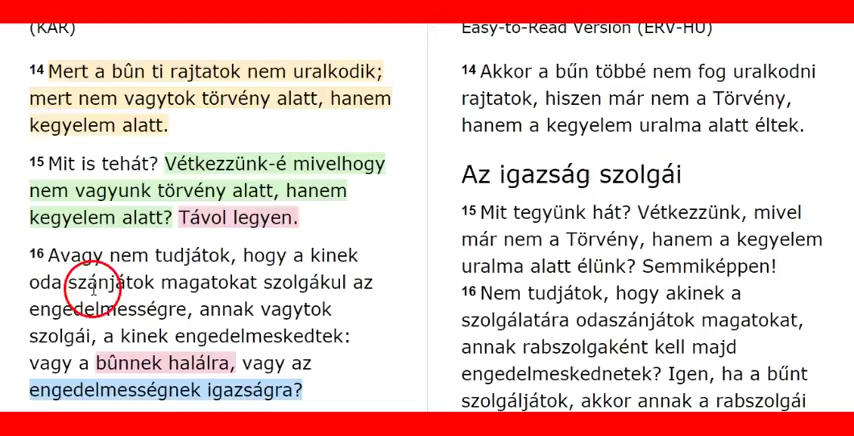 (KAR)
14 Mert a bûn ti rajtatok nem uralkodik;
mert nem vagytok törvény alatt, hanem
kegyelem alatt.
15 Mit is tehát? Vétkezzünk-é mivelhogy
nem vagyunk törvény alatt, hanem
kegyelem alatt? Távol legyen.
16 Avagy nem tudjátok, hogy a kinek
oda szánjátok magatokat szolgákul az
engedelmességre, annak vagytok
szolgái, a kinek engedelmeskedtek:
vagy a bûnnek halálra, vagy az
engedelmességnek igazságra?
Easy-to-Read Version (ERV-HU)
14 Akkor a bűn többé nem fog uralkodni
rajtatok, hiszen már nem a Törvény,
hanem a kegyelem uralma alatt éltek.
Az igazság szolgái
15 Mit tegyünk hát? Vétkezzünk, mivel
már nem a Törvény, hanem a kegyelem
uralma alatt élünk? Semmiképpen!
16 Nem tudjátok, hogy akinek a
szolgálatára odaszánjátok magatokat,
annak rabszolgaként kell majd
engedelmeskednetek? Igen, ha a bűnt
szolgáljátok, akkor annak a rabszolgái